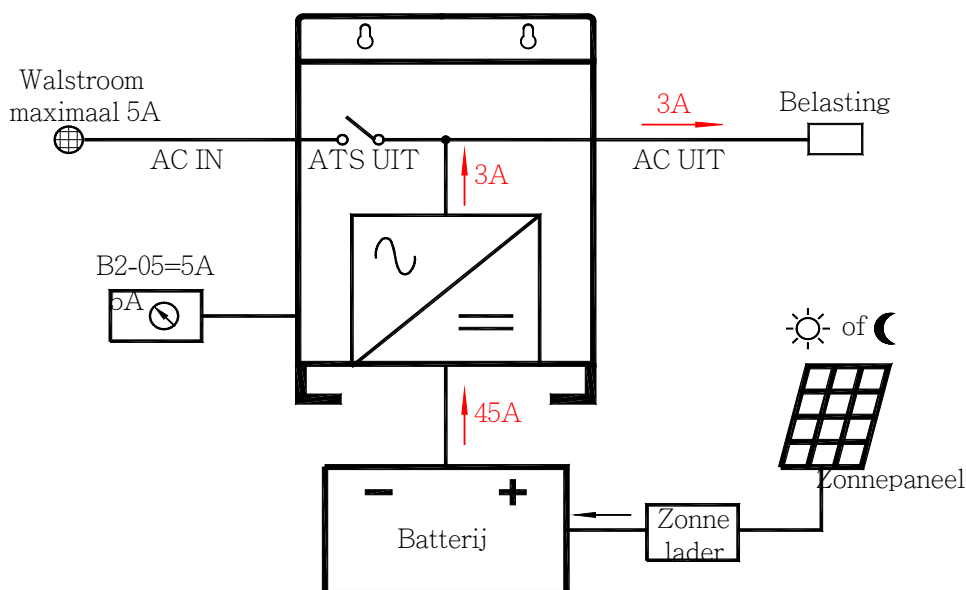 Walstroom
maximaal 5A
3A
Belasting
AC IN
ATS UIT
AC UIT
3A
B2-05=5A
5A
of
45A
Zonnepaneel
Batterij
Zonne
lader